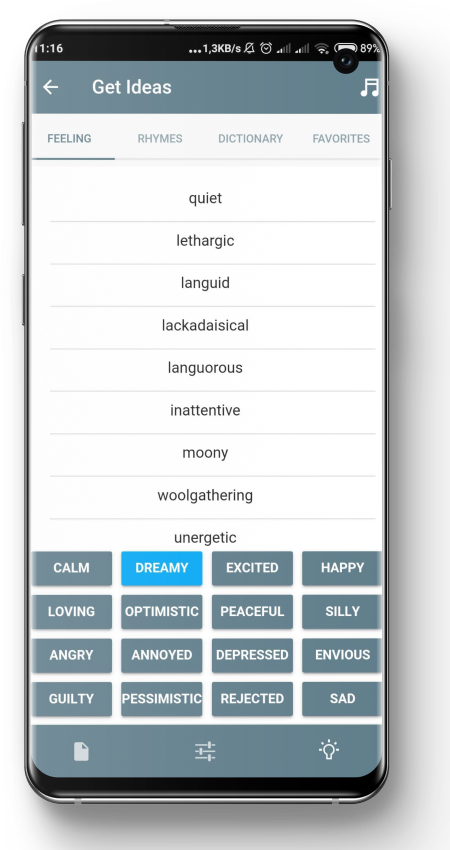 11:16 ...1,3KB/s 89%
Get Ideas
FEELING RHYMES DICTIONARY FAVORITES
quiet
lethargic
languid
lackadaisical
languorous
inattentive
moony
woolgathering
unergetic
CALM DREAMY EXCITED HAPPY
LOVING OPTIMISTIC PEACEFUL SILLY
ANGRY ANNOYED DEPRESSED ENVIOUS
GUILTY PESSIMISTIC REJECTED SAD